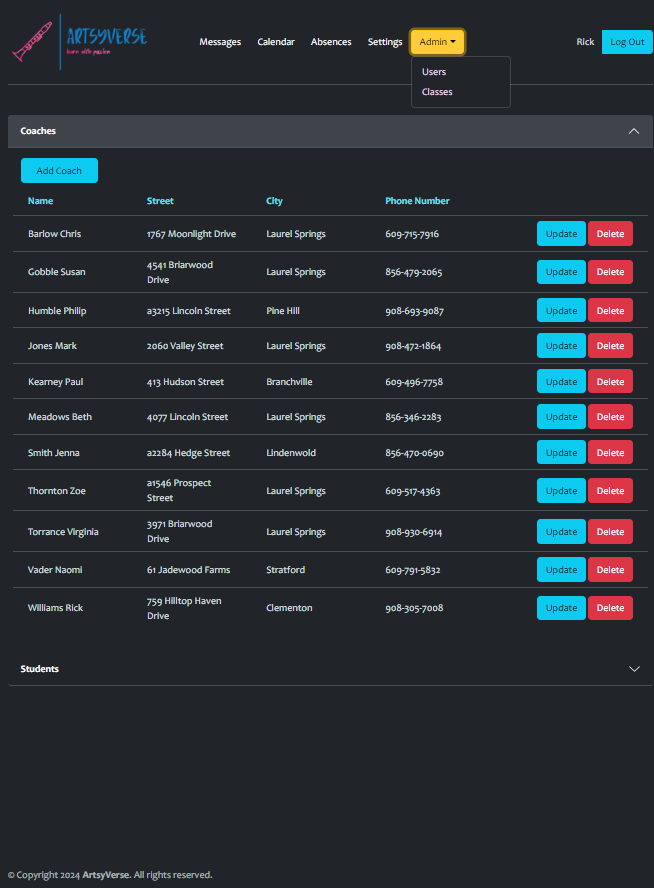 ARTSYVERSE
learn with passion
Messages Calendar Absences Settings Admin Rick Log Out
Users
Classes
Coaches
Add Coach
Name Street City Phone Number
Barlow Chris 1767 Moonlight Drive Laurel Springs 609-715-7916 Update Delete
Gobble Susan 4541 Briarwood Drive Laurel Springs 856-479-2065 Update Delete
Humble Philip a3215 Lincoln Street Pine Hill 908-693-9087 Update Delete
Jones Mark 2060 Valley Street Laurel Springs 908-472-1864 Update Delete
Kearney Paul 413 Hudson Street Branchville 609-496-7758 Update Delete
Meadows Beth 4077 Lincoln Street Laurel Springs 856-346-2283 Update Delete
Smith Jenna a2284 Hedge Street Lindenwold 856-470-0690 Update Delete
Thornton Zoe a1546 Prospect Street Laurel Springs 609-517-4363 Update Delete
Torrance Virginia 3971 Briarwood Drive Laurel Springs 908-930-6914 Update Delete
Vader Naomi 61 Jadewood Farms Stratford 609-791-5832 Update Delete
Williams Rick 759 Hilltop Haven Drive Clementon 908-305-7008 Update Delete
Students
© Copyright 2024 ArtsyVerse. All rights reserved.